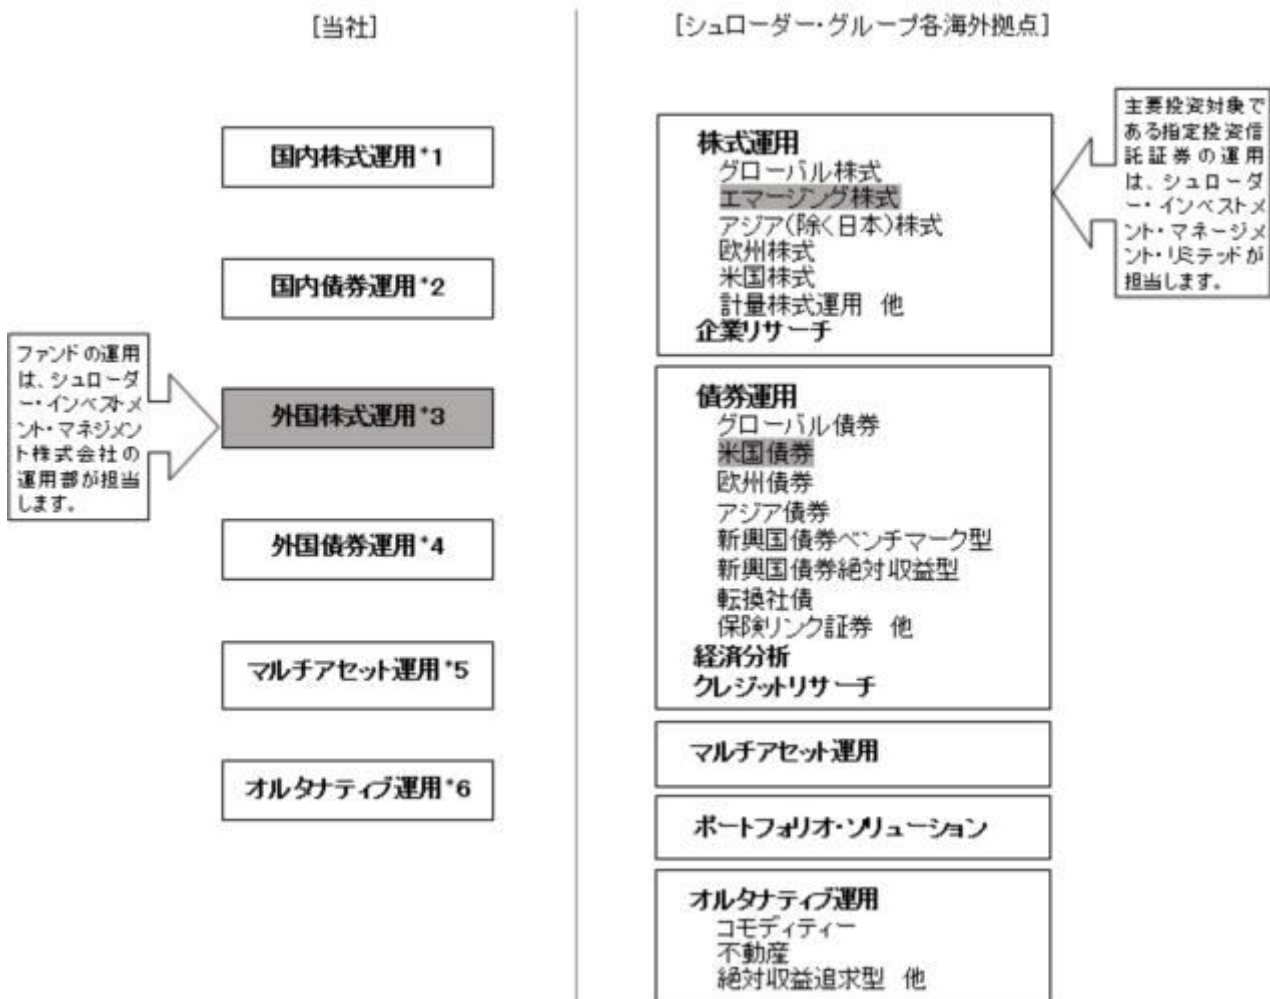 [当社]
国内株式運用*1
国内債券運用*2
ファンドの運用
は、シュローダ
ー・インベストメ
ント・マネジメン
ト株式会社の
運用部が担当
します。
外国株式運用*3
外国債券運用*4
マルチアセット運用*5
オルタナティブ運用*6
[シュローダー・グループ各海外拠点]
株式運用
グローバル株式
エマージング株式
アジア(除く日本)株式
欧州株式
米国株式
計量株式運用 他
企業リサーチ
主要投資対象で
ある指定投資信
託証券の運用
は、シュローダ
ー・インベストメ
ント・マネージメ
ント・リミテッドが
担当します。
債券運用
グローバル債券
米国債券
欧州債券
アジア債券
新興国債券ベンチマーク型
新興国債券絶対収益型
転換社債
保険リンク証券 他
経済分析
クレジットリサーチ
マルチアセット運用
ポートフォリオ・ソリューション
オルタナティブ運用
コモディティー
不動産
絶対収益追求型 他